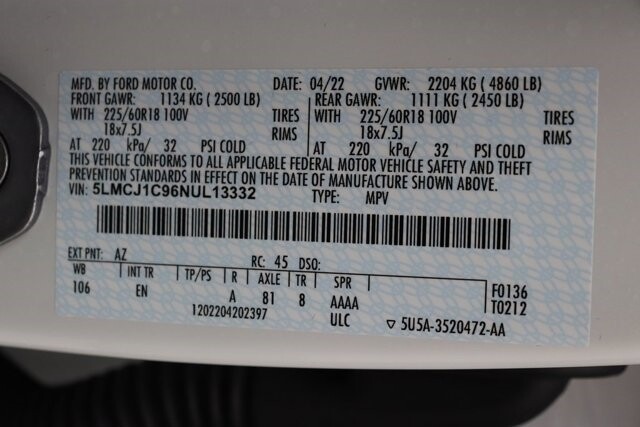 MFD. BY FORD MOTOR CO. DATE: 04/22 GVWR: 2204 KG ( 4860 LB)
FRONT GAWR: 1134 KG ( 2500 LB) REAR GAWR: 1111 KG ( 2450 LB)
WITH 225/60R18 100V TIRES WITH 225/60R18 100V TIRES
18x7.5J RIMS 18x7.5J RIMS
AT 220 kPa/ 32 PSI COLD AT 220 kPa/ 32 PSI COLD
THIS VEHICLE CONFORMS TO ALL APPLICABLE FEDERAL MOTOR VEHICLE SAFETY AND THEFT
PREVENTION STANDARDS IN EFFECT ON THE DATE OF MANUFACTURE SHOWN ABOVE.
VIN: 5LMCJ1C96NUL13332 TYPE: MPV
EXT PNT: AZ RC: 45 DSO:
WB INT TR TP/PS R AXLE TR SPR F0136
106 EN A 81 8 AAAA T0212
1202204202397 ULC ▽ 5U5A-3520472-AA